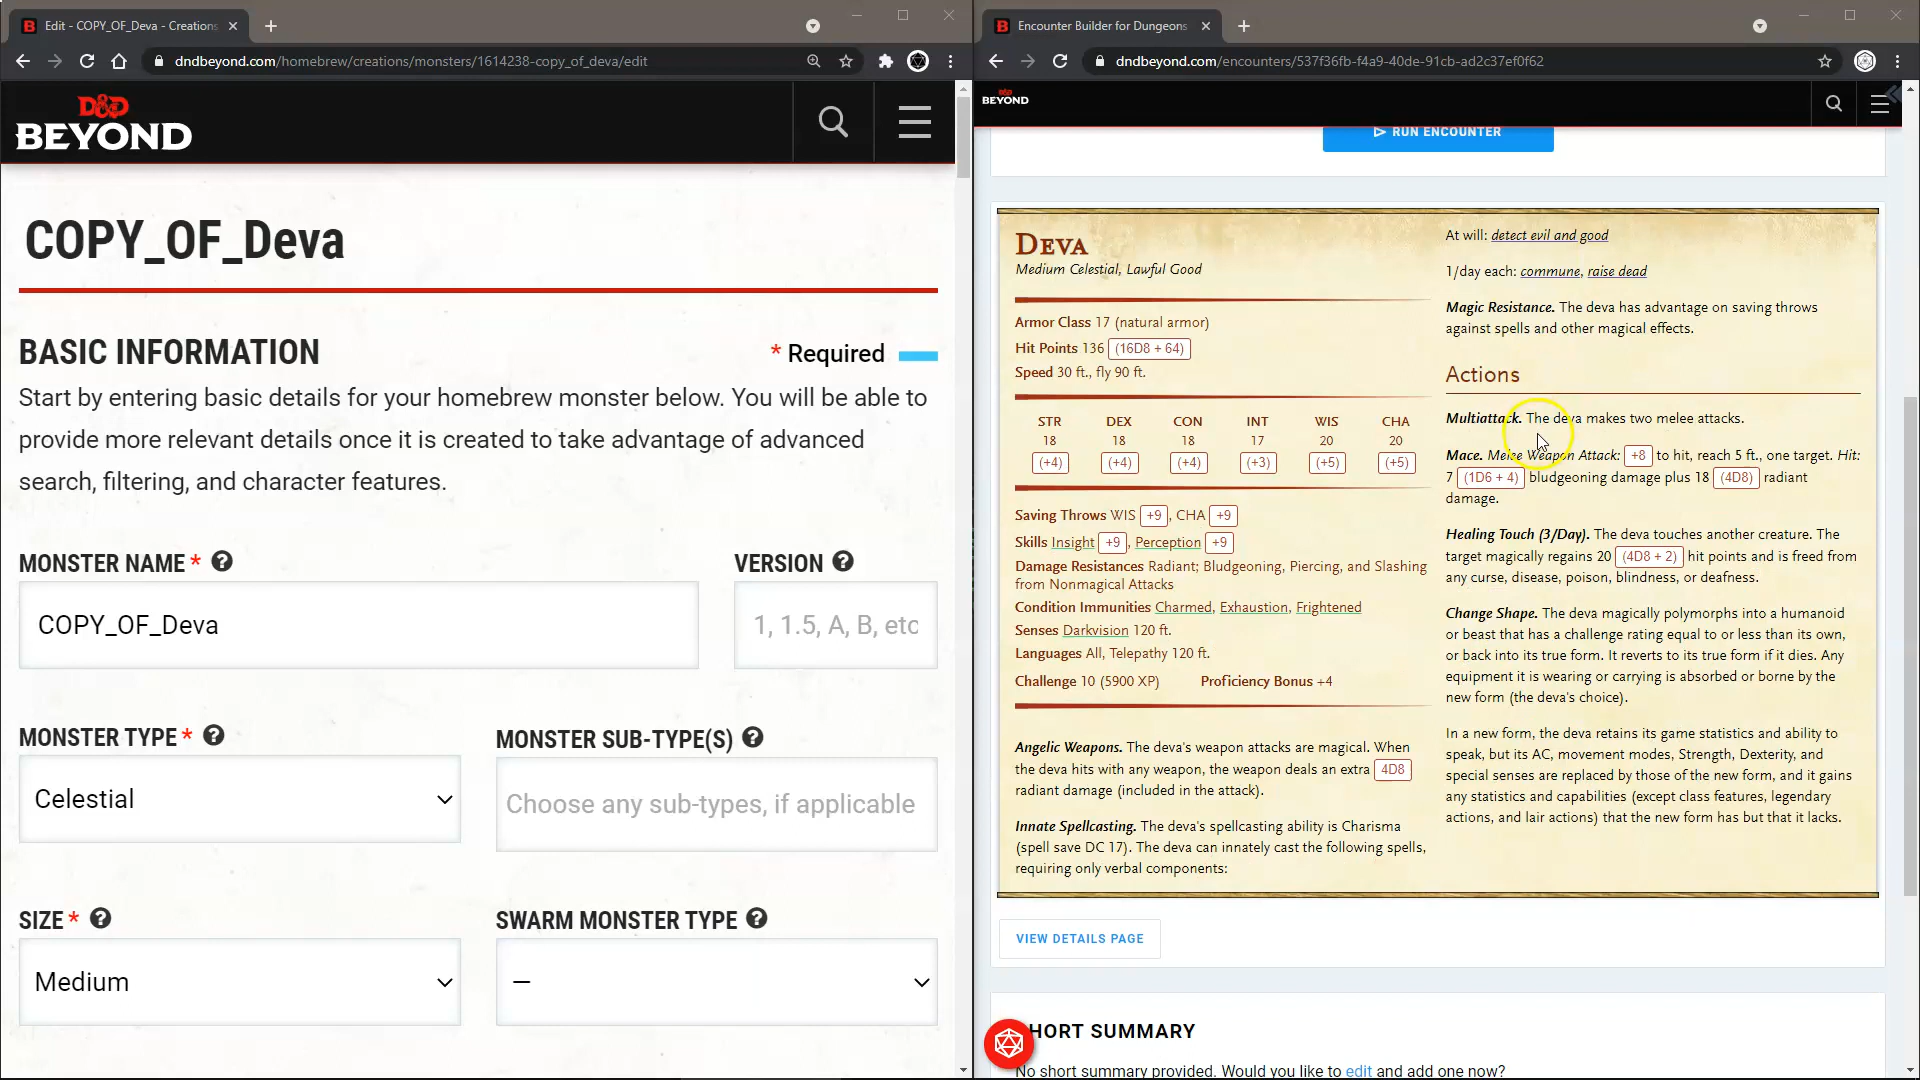 Edit - COPY_OF_Deva - Creations
dndbeyond.com/homebrew/creations/monsters/1614238-copy_of_deva/edit
D&D
BEYOND
COPY_OF_Deva
BASIC INFORMATION
* Required
Start by entering basic details for your homebrew monster below. You will be able to
provide more relevant details once it is created to take advantage of advanced
search, filtering, and character features.
MONSTER NAME *
VERSION
COPY_OF_Deva
1, 1.5, A, B, etc
MONSTER TYPE *
MONSTER SUB-TYPE(S)
Celestial
Choose any sub-types, if applicable
SIZE *
SWARM MONSTER TYPE
Medium
—
Encounter Builder for Dungeons
dndbeyond.com/encounters/537f36fb-f4a9-40de-91cb-ad2c37ef0f62
D&D
BEYOND
RUN ENCOUNTER
DEVA
Medium Celestial, Lawful Good
Armor Class 17 (natural armor)
Hit Points 136 (16D8 + 64)
Speed 30 ft., fly 90 ft.
STR DEX CON INT WIS CHA
18 18 18 17 20 20
(+4) (+4) (+4) (+3) (+5) (+5)
Saving Throws WIS +9 , CHA +9
Skills Insight +9 , Perception +9
Damage Resistances Radiant; Bludgeoning, Piercing, and Slashing
from Nonmagical Attacks
Condition Immunities Charmed, Exhaustion, Frightened
Senses Darkvision 120 ft.
Languages All, Telepathy 120 ft.
Challenge 10 (5900 XP) Proficiency Bonus +4
Angelic Weapons. The deva's weapon attacks are magical. When
the deva hits with any weapon, the weapon deals an extra 4D8
radiant damage (included in the attack).
Innate Spellcasting. The deva's spellcasting ability is Charisma
(spell save DC 17). The deva can innately cast the following spells,
requiring only verbal components:
At will: detect evil and good
1/day each: commune, raise dead
Magic Resistance. The deva has advantage on saving throws
against spells and other magical effects.
Actions
Multiattack. The deva makes two melee attacks.
Mace. Melee Weapon Attack: +8 to hit, reach 5 ft., one target. Hit:
7 (1D6 + 4) bludgeoning damage plus 18 (4D8) radiant
damage.
Healing Touch (3/Day). The deva touches another creature. The
target magically regains 20 (4D8 + 2) hit points and is freed from
any curse, disease, poison, blindness, or deafness.
Change Shape. The deva magically polymorphs into a humanoid
or beast that has a challenge rating equal to or less than its own,
or back into its true form. It reverts to its true form if it dies. Any
equipment it is wearing or carrying is absorbed or borne by the
new form (the deva's choice).
In a new form, the deva retains its game statistics and ability to
speak, but its AC, movement modes, Strength, Dexterity, and
special senses are replaced by those of the new form, and it gains
any statistics and capabilities (except class features, legendary
actions, and lair actions) that the new form has but that it lacks.
VIEW DETAILS PAGE
HORT SUMMARY
No short summary provided. Would you like to edit and add one now?